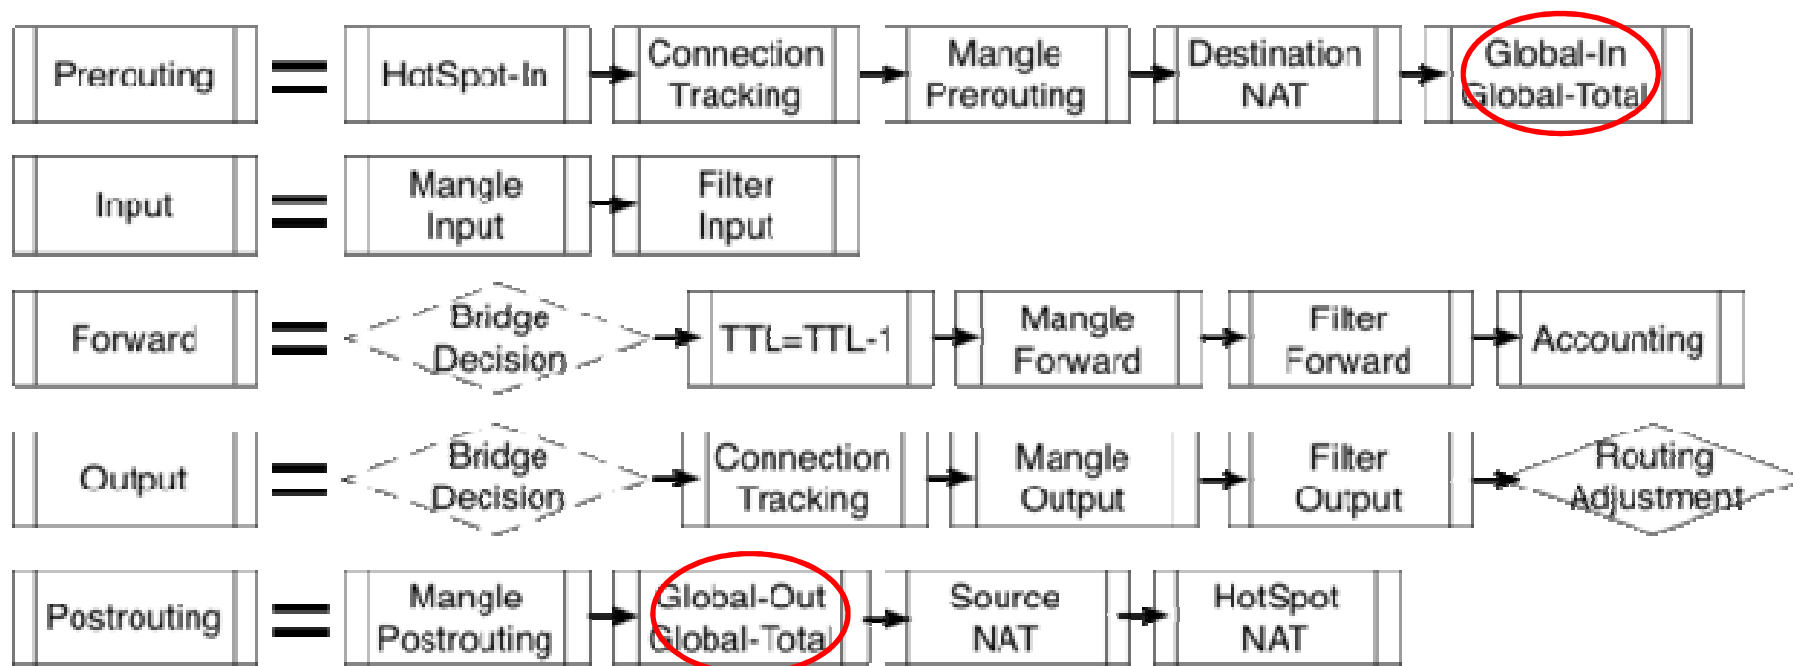 Prerouting = HotSpot-In Connection Tracking Mangle Prerouting Destination NAT Global-In Global-Total
Input = Mangle Input Filter Input
Forward = Bridge Decision TTL=TTL-1 Mangle Forward Filter Forward Accounting
Output = Bridge Decision Connection Tracking Mangle Output Filter Output Routing Adjustment
Postrouting = Mangle Postrouting Global-Out Global-Total Source NAT HotSpot NAT